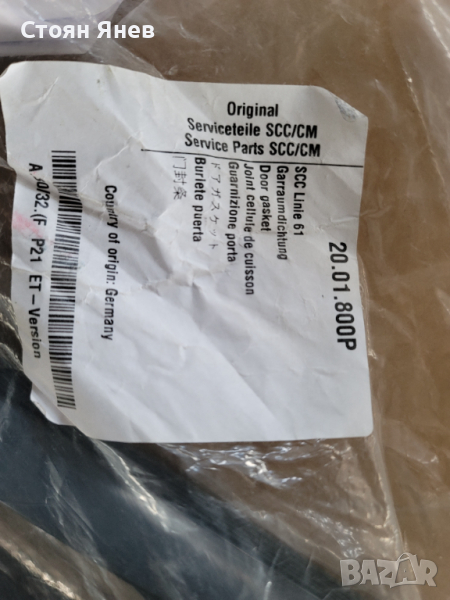 Стоян Янев
Original
Serviceteile SCC/CM
Service Parts SCC/CM
20.01.800P
SCC Linie 61
Garraumdichtung
Door gasket
Joint cellule de cuisson
Guarnizione porta
ドアガスケット
Burlete puerta
门封条
Country of origin: Germany
P21 ET-Version
BAZAR